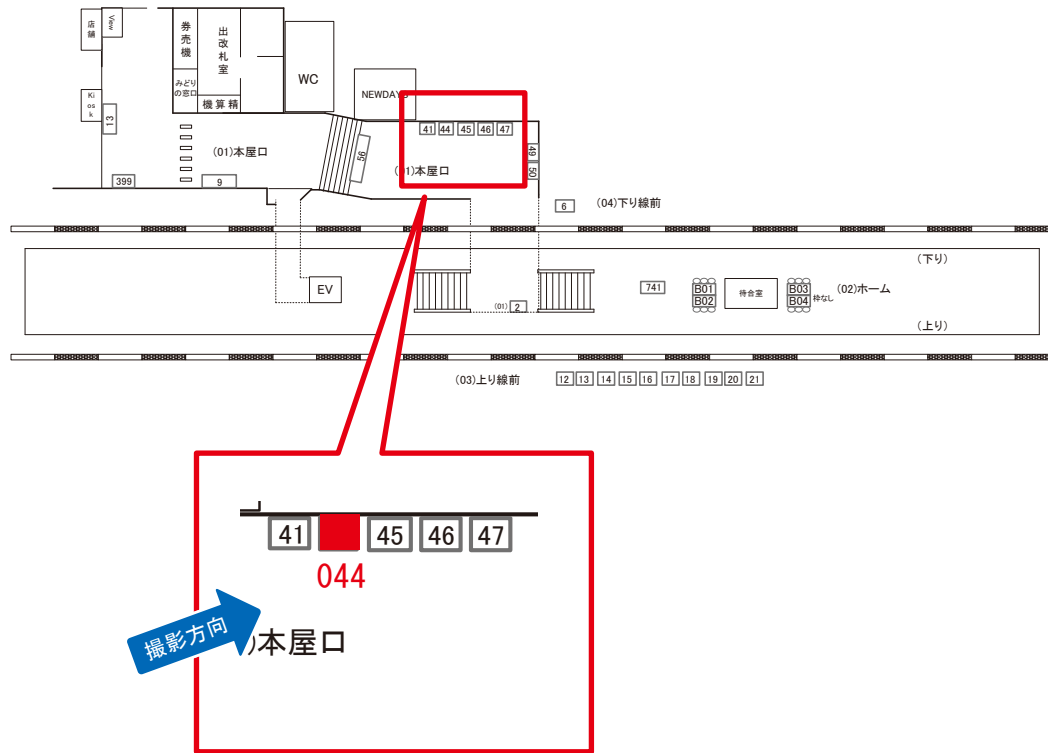 店舗
View
券売機
出改札室
みどりの窓口
機算精
WC
NEWDAYS
Kiosk
13
(01)本屋口
56
41 44 45 46 47
(01)本屋口
49
50
399
9
6
(04)下り線前
(下り)
EV
(01) 2
741
B01
B02
待合室
B03
B04
枠なし
(02)ホーム
(上り)
(03)上り線前
12 13 14 15 16 17 18 19 20 21
41 45 46 47
044
撮影方向
)本屋口